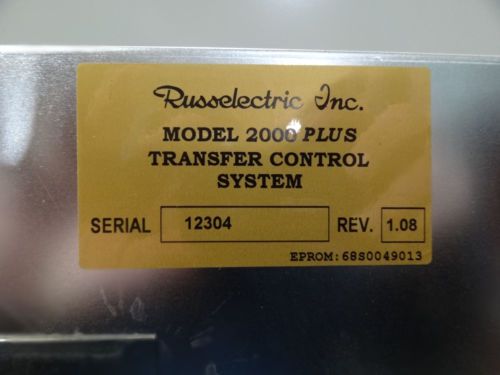 Russelectric Inc.
MODEL 2000 PLUS
TRANSFER CONTROL
SYSTEM
SERIAL 12304 REV. 1.08
EPROM:68S0049013